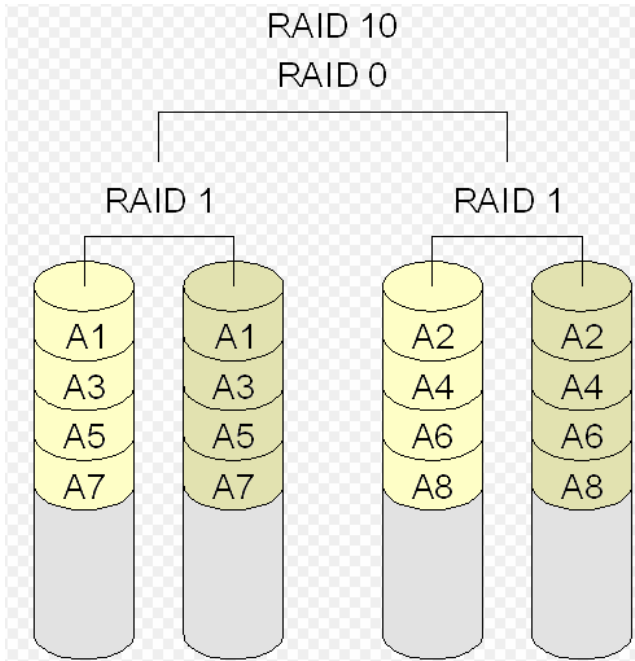 RAID 10
RAID 0
RAID 1 RAID 1
A1 A1 A2 A2
A3 A3 A4 A4
A5 A5 A6 A6
A7 A7 A8 A8